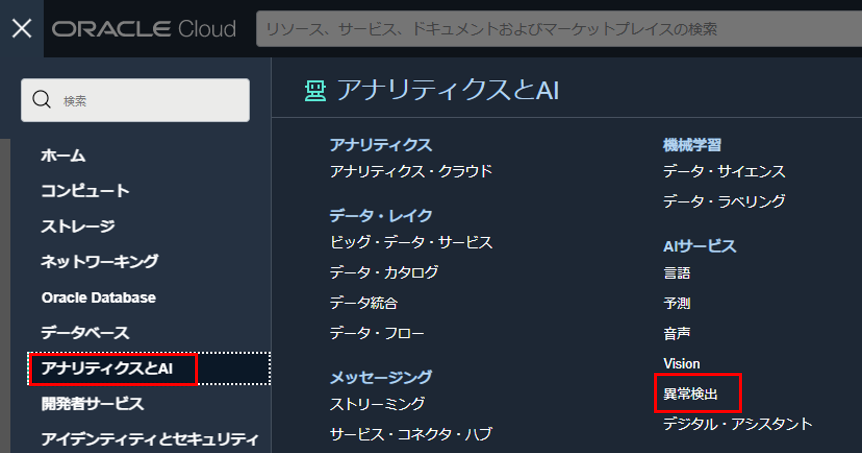 ORACLE Cloud
リソース、サービス、ドキュメントおよびマーケットプレイスの検索
検索
ホーム
コンピュート
ストレージ
ネットワーキング
Oracle Database
データベース
アナリティクスとAI
開発者サービス
アイデンティティとセキュリティ
アナリティクスとAI
アナリティクス
アナリティクス・クラウド
データ・レイク
ビッグ・データ・サービス
データ・カタログ
データ統合
データ・フロー
メッセージング
ストリーミング
サービス・コネクタ・ハブ
機械学習
データ・サイエンス
データ・ラベリング
AIサービス
言語
予測
音声
Vision
異常検出
デジタル・アシスタント